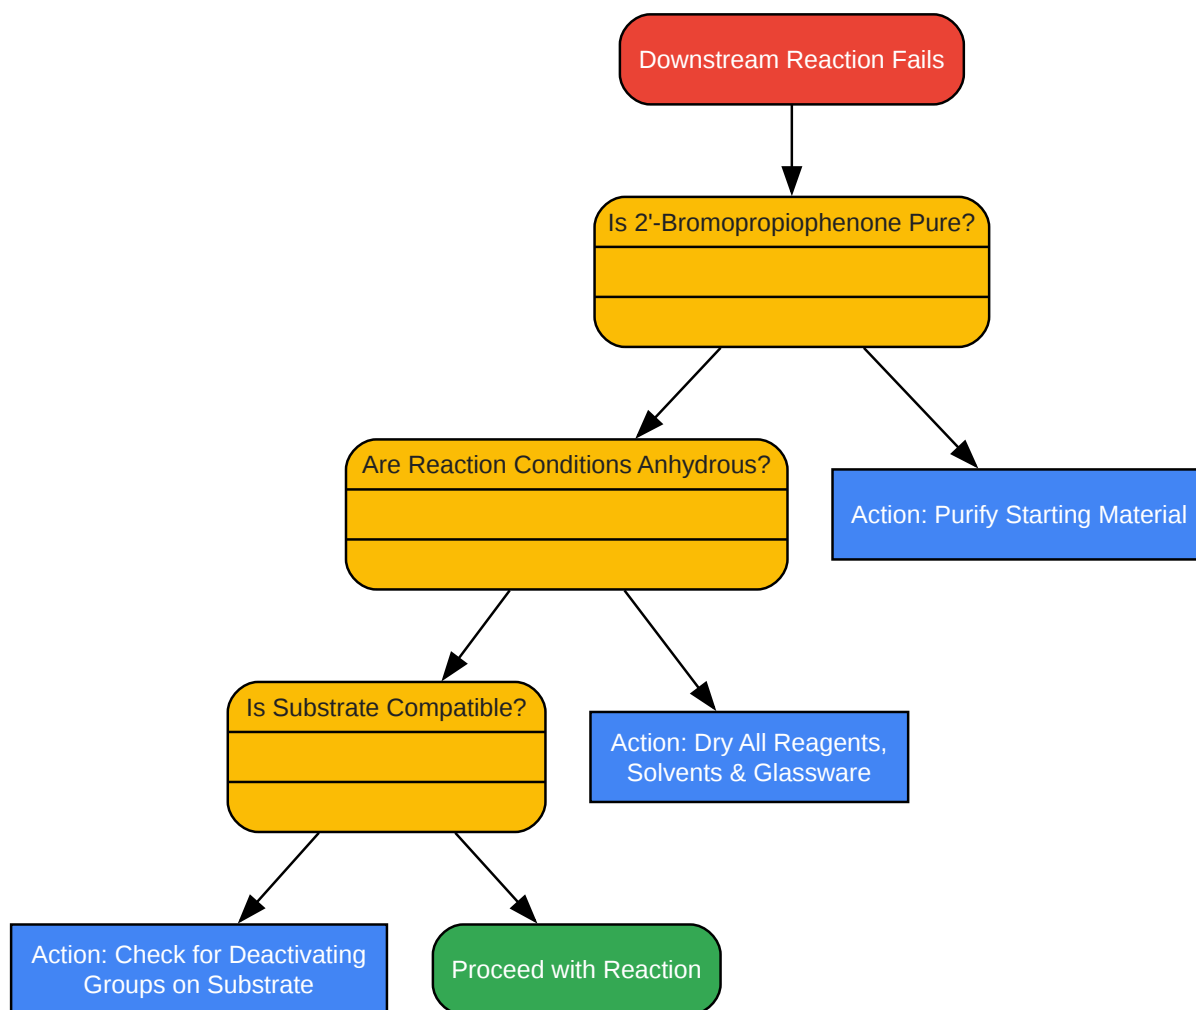 Downstream Reaction Fails
Is 2'-Bromopropiophenone Pure?
Are Reaction Conditions Anhydrous?
Action: Purify Starting Material
Is Substrate Compatible?
Action: Dry All Reagents,
Solvents & Glassware
Action: Check for Deactivating
Groups on Substrate
Proceed with Reaction